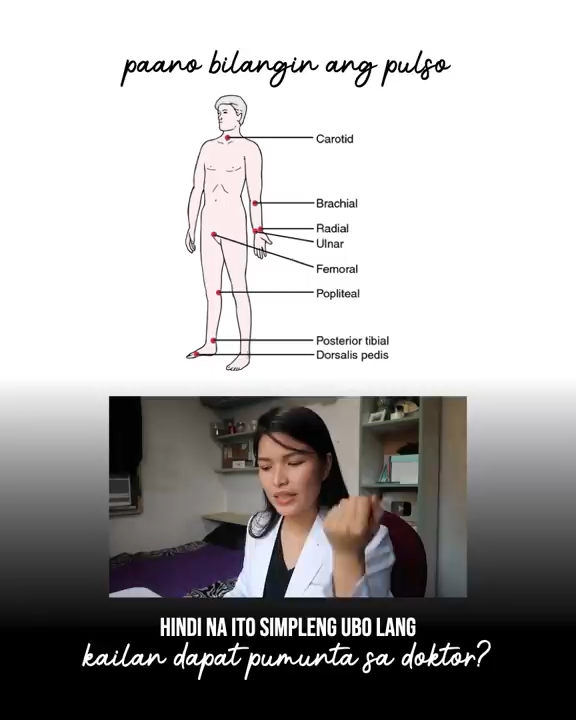 paano bilangin ang pulso
Carotid
Brachial
Radial
Ulnar
Femoral
Popliteal
Posterior tibial
Dorsalis pedis
HINDI NA ITO SIMPLENG UBO LANG
kailan dapat pumunta sa doktor?